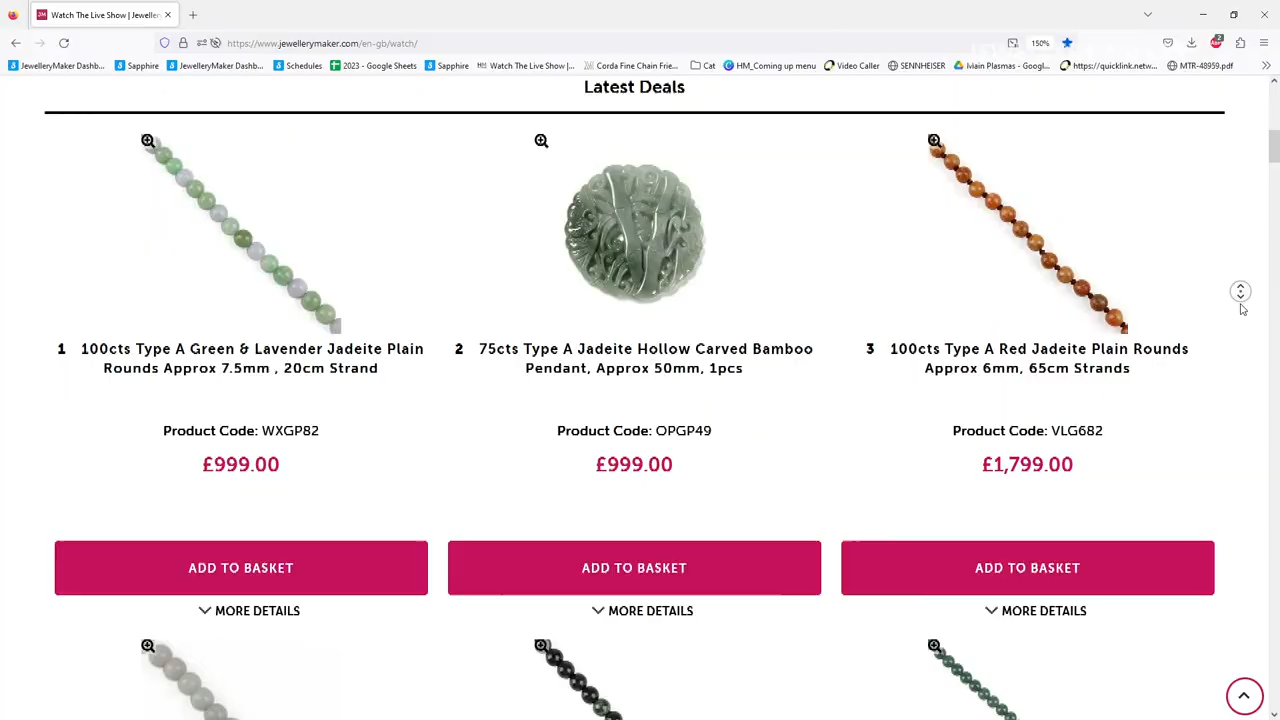 Watch The Live Show | Jeweller
https://www.jewellerymaker.com/en-gb/watch/
150%
2
JewelleryMaker Dashb...
Sapphire
JewelleryMaker Dashb...
Schedules
2023 - Google Sheets
Sapphire
Watch The Live Show |...
Corda Fine Chain Frie...
Cat
HM_Coming up menu
Video Caller
SENNHEISER
Main Plasmas - Googl...
https://quicklink.netw...
MTR-48959.pdf
Latest Deals
1 100cts Type A Green & Lavender Jadeite Plain
Rounds Approx 7.5mm , 20cm Strand
Product Code: WXGP82
£999.00
ADD TO BASKET
MORE DETAILS
2 75cts Type A Jadeite Hollow Carved Bamboo
Pendant, Approx 50mm, 1pcs
Product Code: OPGP49
£999.00
ADD TO BASKET
MORE DETAILS
3 100cts Type A Red Jadeite Plain Rounds
Approx 6mm, 65cm Strands
Product Code: VLG682
£1,799.00
ADD TO BASKET
MORE DETAILS